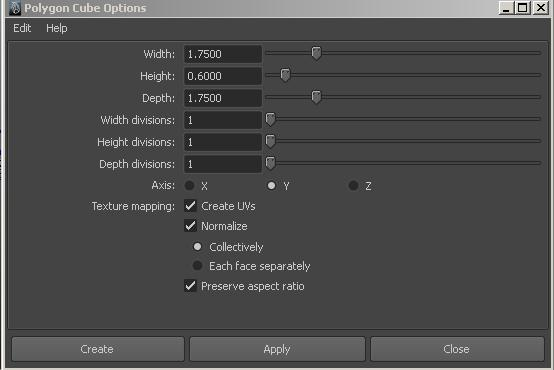 Polygon Cube Options
Edit Help
Width: 1.7500
Height: 0.6000
Depth: 1.7500
Width divisions: 1
Height divisions: 1
Depth divisions: 1
Axis: X Y Z
Texture mapping: Create UVs
Normalize
Collectively
Each face separately
Preserve aspect ratio
Create Apply Close